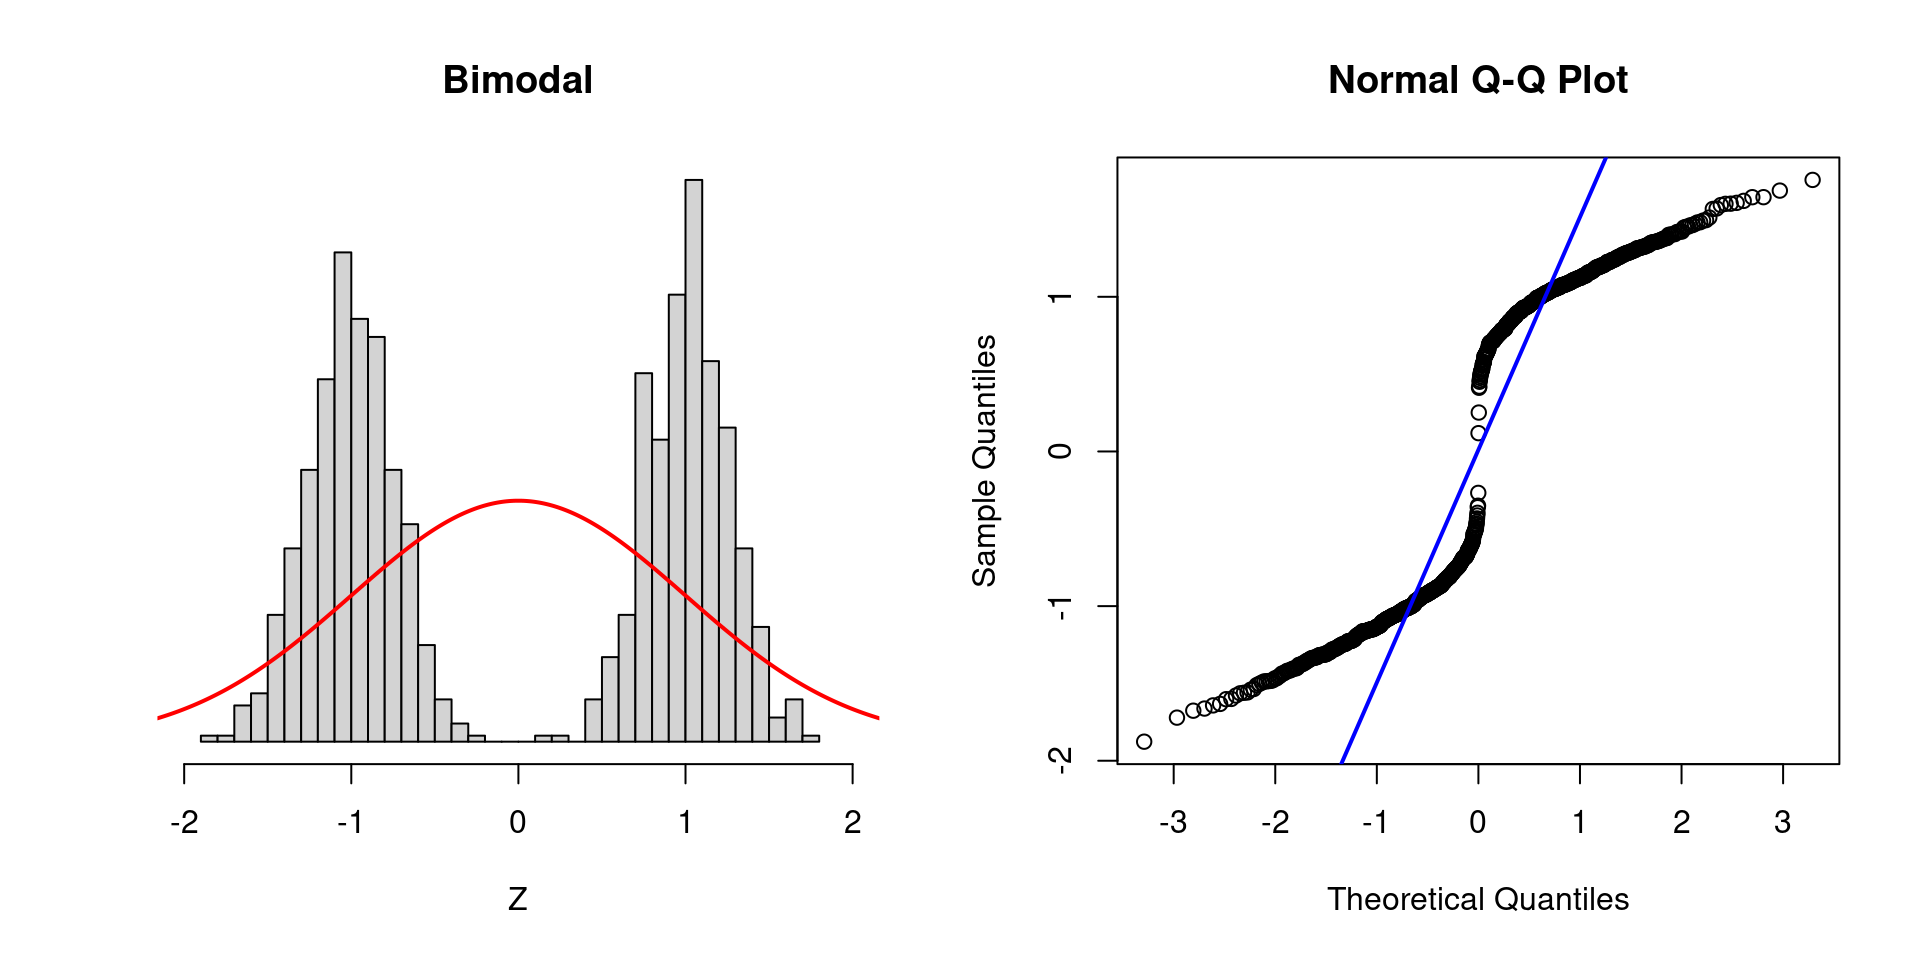 Bimodal
-2 -1 0 1 2
Z
Normal Q-Q Plot
Sample Quantiles
1
0
-1
-2
-3 -2 -1 0 1 2 3
Theoretical Quantiles